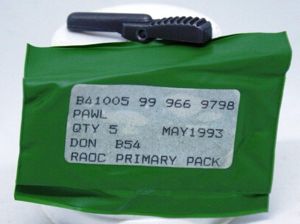 B41005 99 966 9798
PAWL
QTY 5 MAY1993
DON B54
RAOC PRIMARY PACK